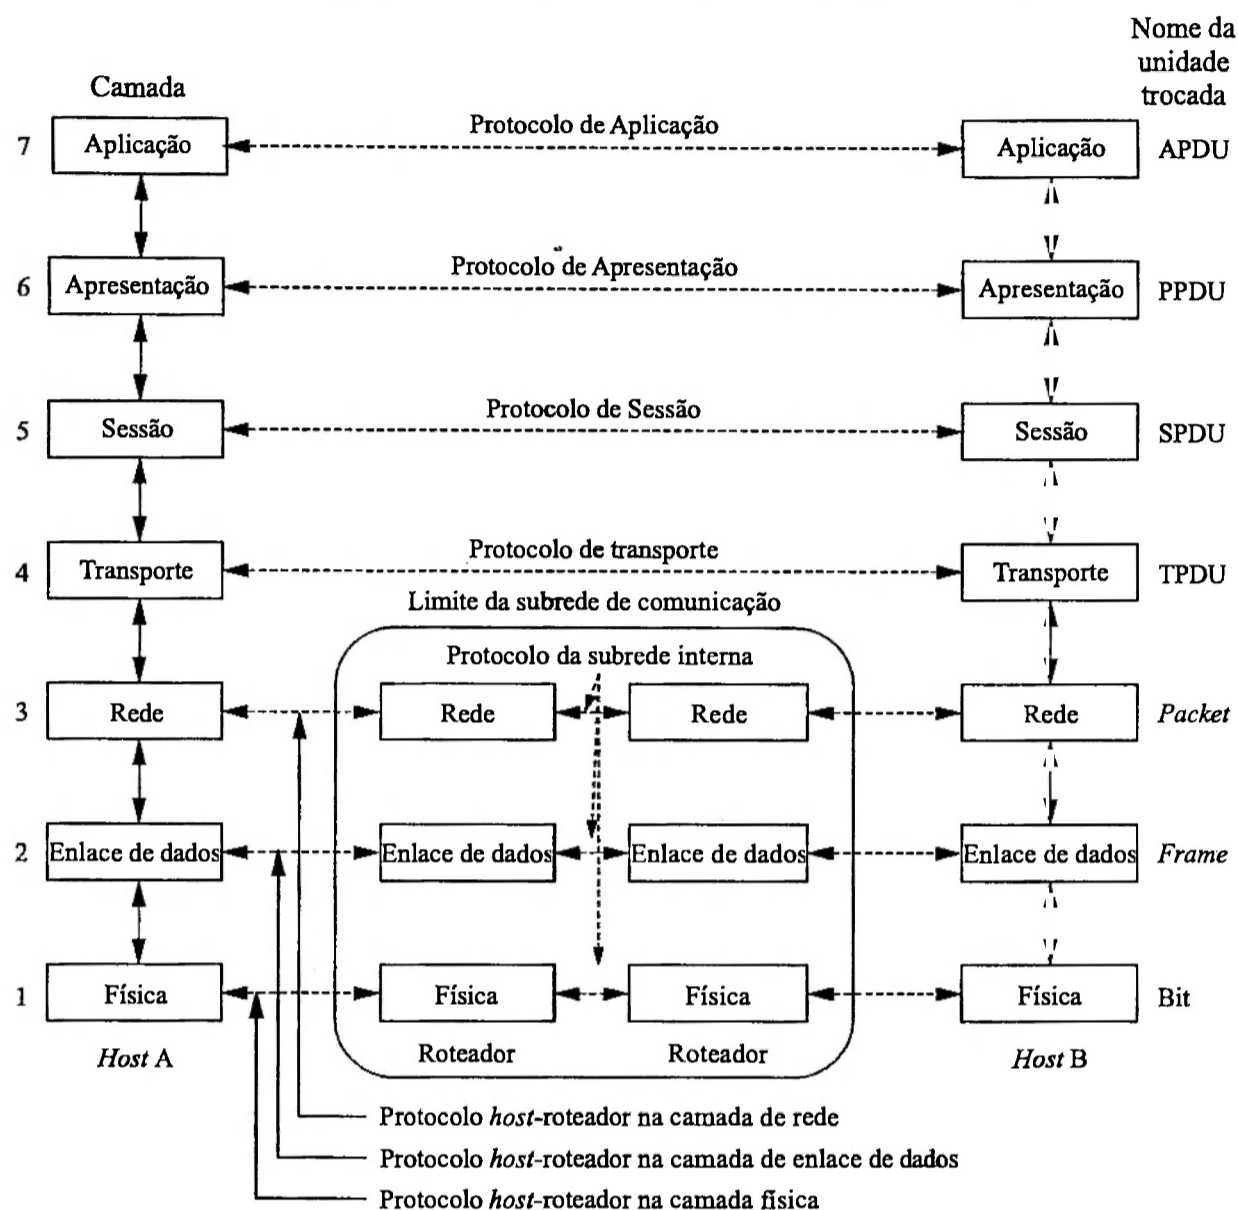 Nome da
unidade
trocada
Camada
7 Aplicação Protocolo de Aplicação Aplicação APDU
6 Apresentação Protocolo de Apresentação Apresentação PPDU
5 Sessão Protocolo de Sessão Sessão SPDU
4 Transporte Protocolo de transporte Transporte TPDU
Limite da subrede de comunicação
Protocolo da subrede interna
3 Rede Rede Rede Rede Packet
2 Enlace de dados Enlace de dados Enlace de dados Enlace de dados Frame
1 Física Física Física Física Bit
Host A Roteador Roteador Host B
Protocolo host-roteador na camada de rede
Protocolo host-roteador na camada de enlace de dados
Protocolo host-roteador na camada física